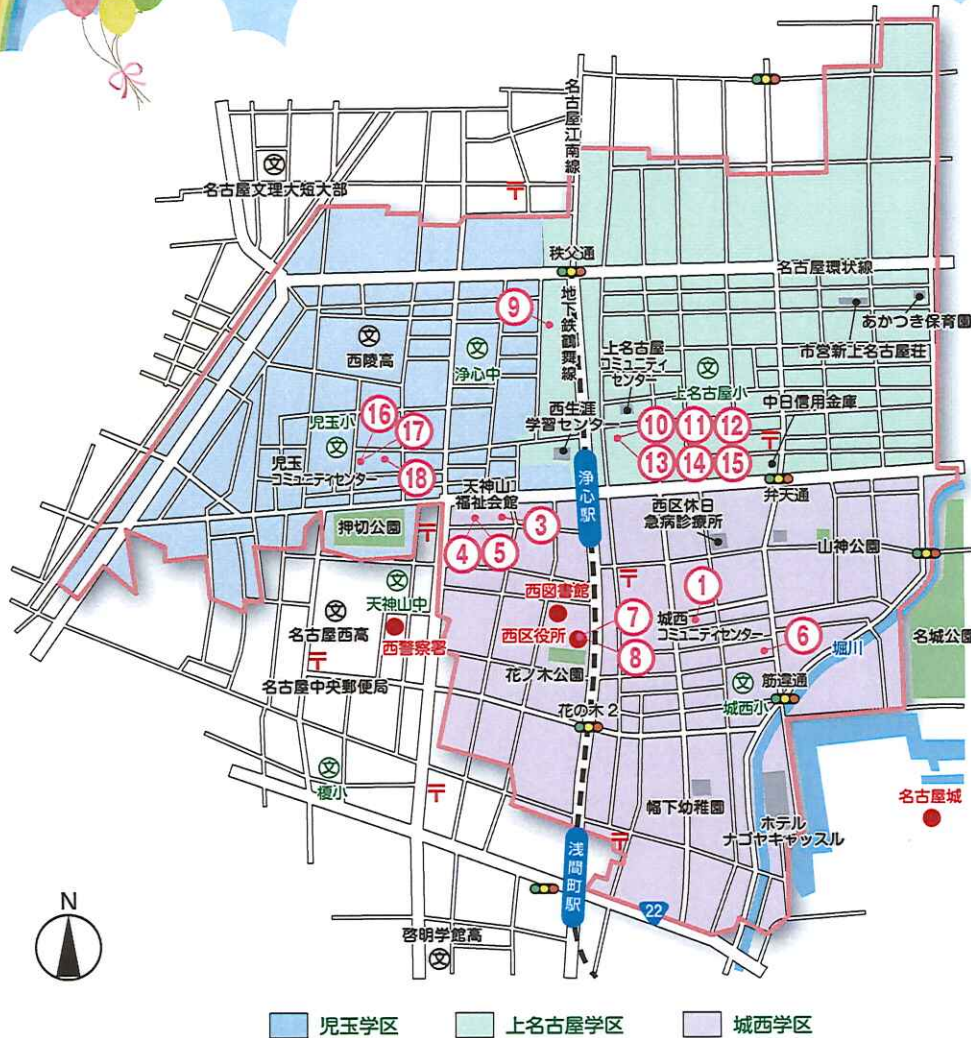 名古屋江南線
文
名古屋文理大短大部
〒
秩父通
名古屋環状線
地下鉄鶴舞線
⑨
あかつき保育園
市営新上名古屋荘
文
西陵高
文
浄心中
上名古屋
コミュニティ
センター
文
上名古屋小
中日信用金庫
児玉小
文
⑯
⑰
⑱
児玉
コミュニティセンター
西生涯
学習センター
⑩ ⑪ ⑫
⑬ ⑭ ⑮
〒
天神山
福祉会館
浄心駅
弁天通
西区休日
急病診療所
押切公園
〒
③
④ ⑤
山神公園
文
天神山中
文
名古屋西高
西警察署
〒
名古屋中央郵便局
西図書館
西区役所
〒
⑦
⑧
①
城西
コミュニティセンター
⑥
堀川
名城公園
花ノ木公園
花の木2
文
城西小
筋違通
文
榎小
〒
幅下幼稚園
ホテル
ナゴヤキャッスル
名古屋城
〒
浅間町駅
22
N
啓明学館高
文
児玉学区
上名古屋学区
城西学区